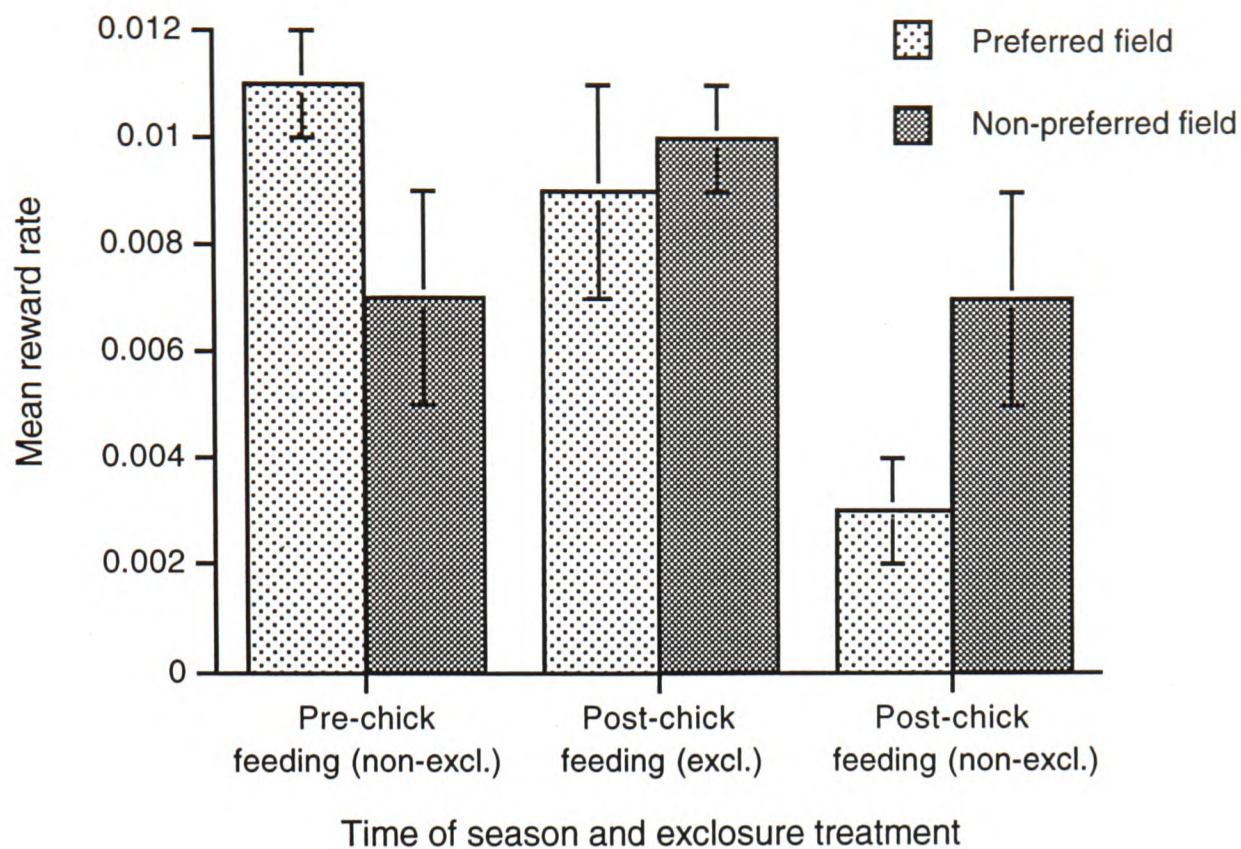 0.012
0.01
0.008
0.006
0.004
0.002
0
Mean reward rate
Preferred field
Non-preferred field
Pre-chick
feeding (non-excl.)
Post-chick
feeding (excl.)
Post-chick
feeding (non-excl.)
Time of season and exclosure treatment